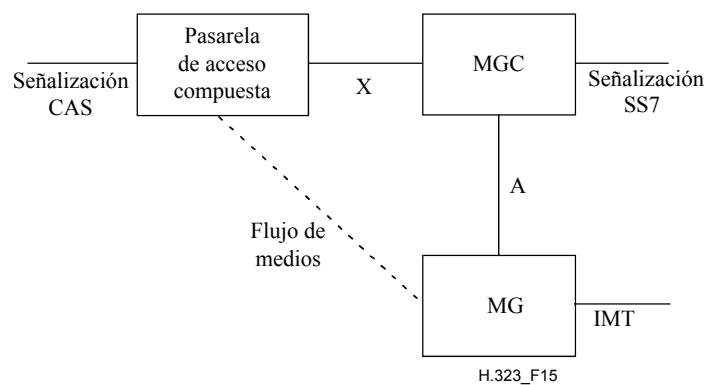 Pasarela
de acceso
compuesta
MGC
Señalización
CAS
X
Señalización
SS7
A
Flujo de
medios
MG
IMT
H.323_F15